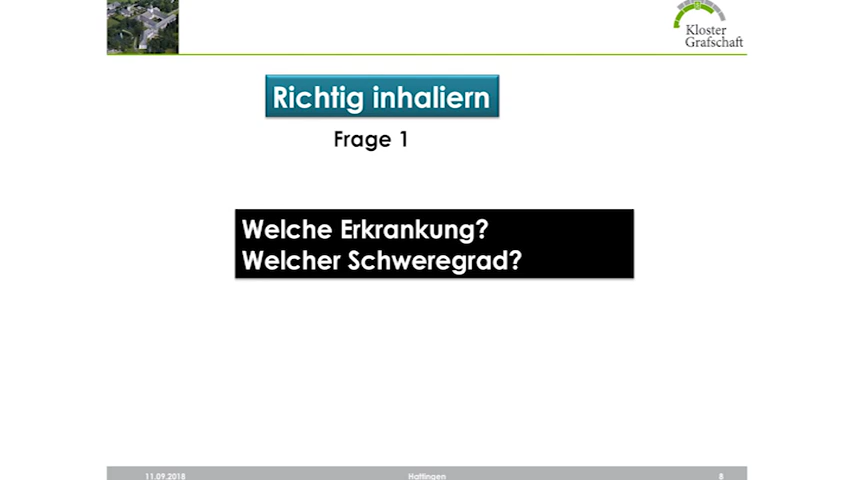 Kloster
Grafschaft
Richtig inhaliern
Frage 1
Welche Erkrankung?
Welcher Schweregrad?
11.09.2018
Hattingen
8